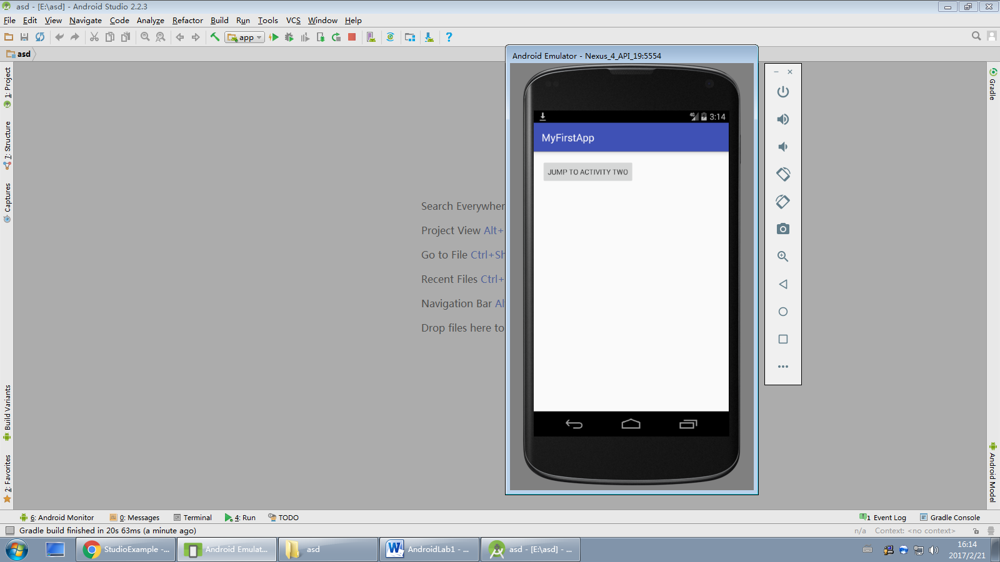 asd - [E:\asd] - Android Studio 2.2.3
File Edit View Navigate Code Analyze Refactor Build Run Tools VCS Window Help
app
asd
Android Emulator - Nexus_4_API_19:5554
1: Project
7: Structure
Captures
Build Variants
2: Favorites
Search Everywher
Project View Alt+
Go to File Ctrl+Sh
Recent Files Ctrl+
Navigation Bar Al
Drop files here to
4G 3:14
MyFirstApp
JUMP TO ACTIVITY TWO
Gradle
Android Model
6: Android Monitor 0: Messages Terminal 4: Run TODO 1 Event Log Gradle Console
Gradle build finished in 20s 63ms (a minute ago) n/a Context: <no context>
StudioExample -... Android Emulat... asd AndroidLab1 - ... asd - [E:\asd] - ... 16:14
2017/2/21